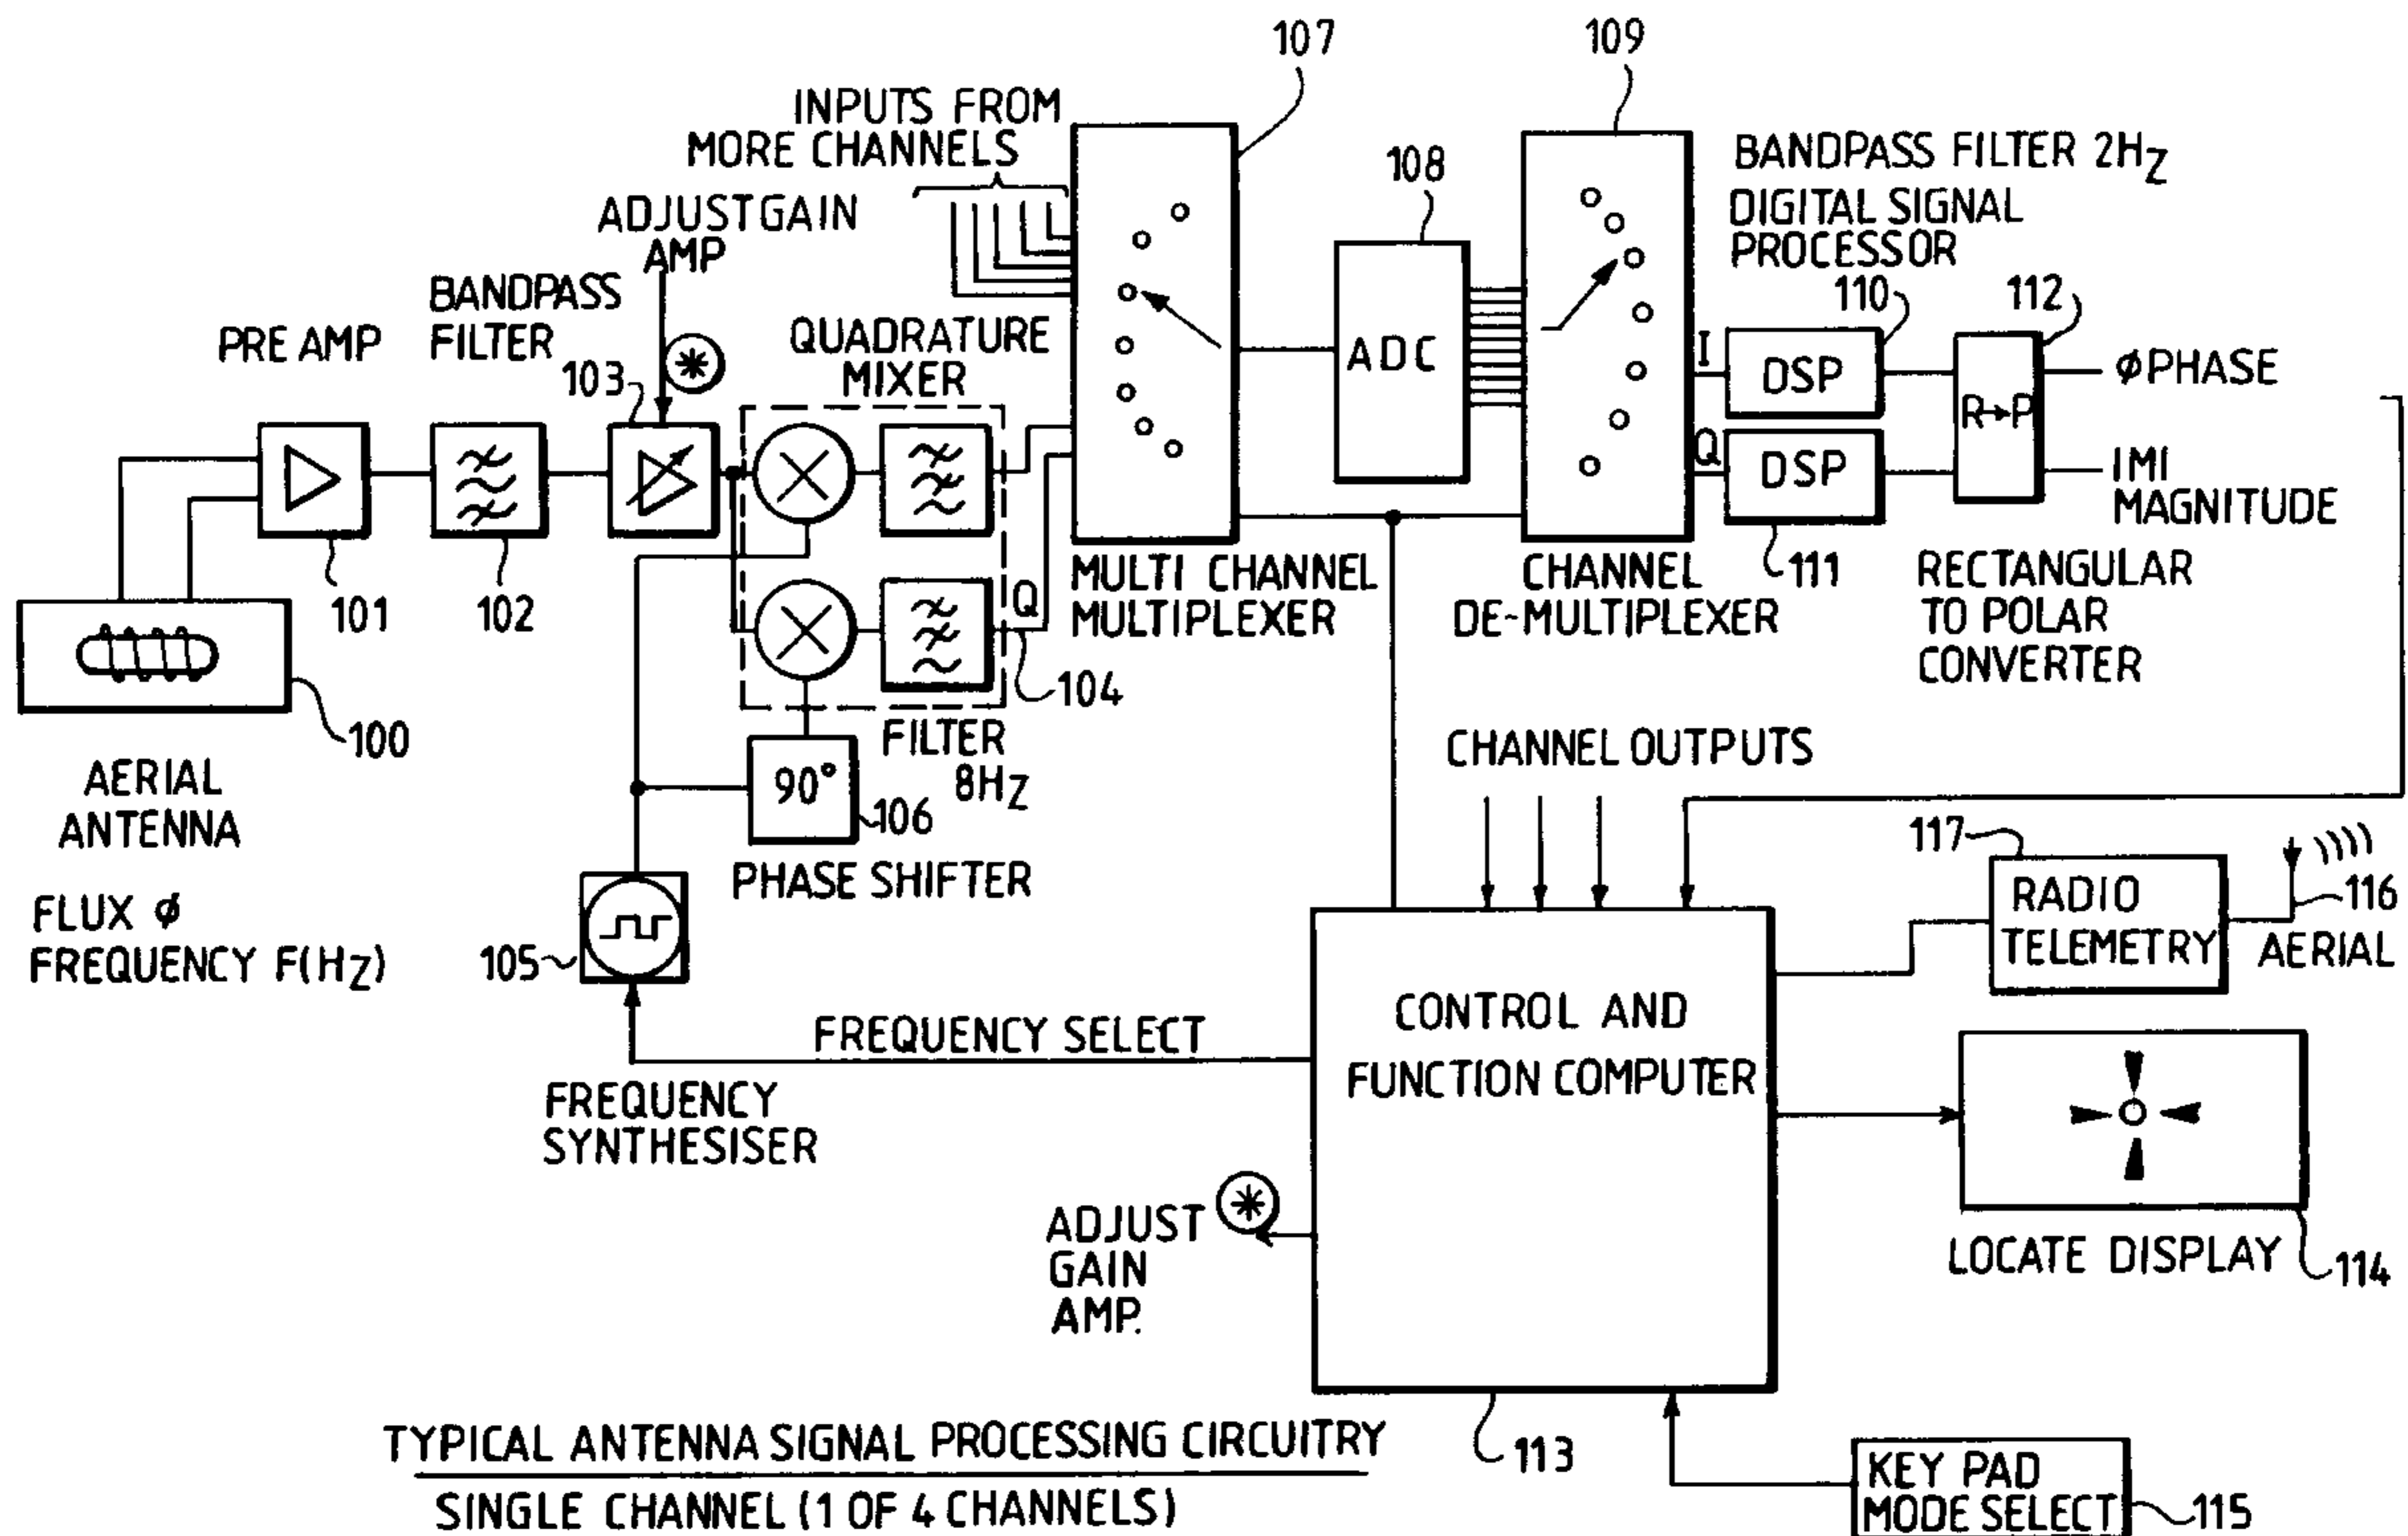 107
109
INPUTS FROM
MORE CHANNELS
108
BANDPASS FILTER 2HZ
DIGITAL SIGNAL
PROCESSOR
ADJUST GAIN
AMP
BANDPASS
FILTER
PRE AMP
103
QUADRATURE
MIXER
110
112
ADC
I
DSP
R→P
ϕ PHASE
Q
DSP
IMI
MAGNITUDE
101
102
Q
104
MULTI CHANNEL
MULTIPLEXER
CHANNEL
DE-MULTIPLEXER
111
RECTANGULAR
TO POLAR
CONVERTER
100
AERIAL
ANTENNA
FILTER
8HZ
90°
106
PHASE SHIFTER
CHANNEL OUTPUTS
117
RADIO
TELEMETRY
116
AERIAL
FLUX ϕ
FREQUENCY F(HZ)
105
FREQUENCY SELECT
CONTROL AND
FUNCTION COMPUTER
FREQUENCY
SYNTHESISER
ADJUST
GAIN
AMP.
LOCATE DISPLAY
114
TYPICAL ANTENNA SIGNAL PROCESSING CIRCUITRY
SINGLE CHANNEL (1 OF 4 CHANNELS)
113
KEY PAD
MODE SELECT
115